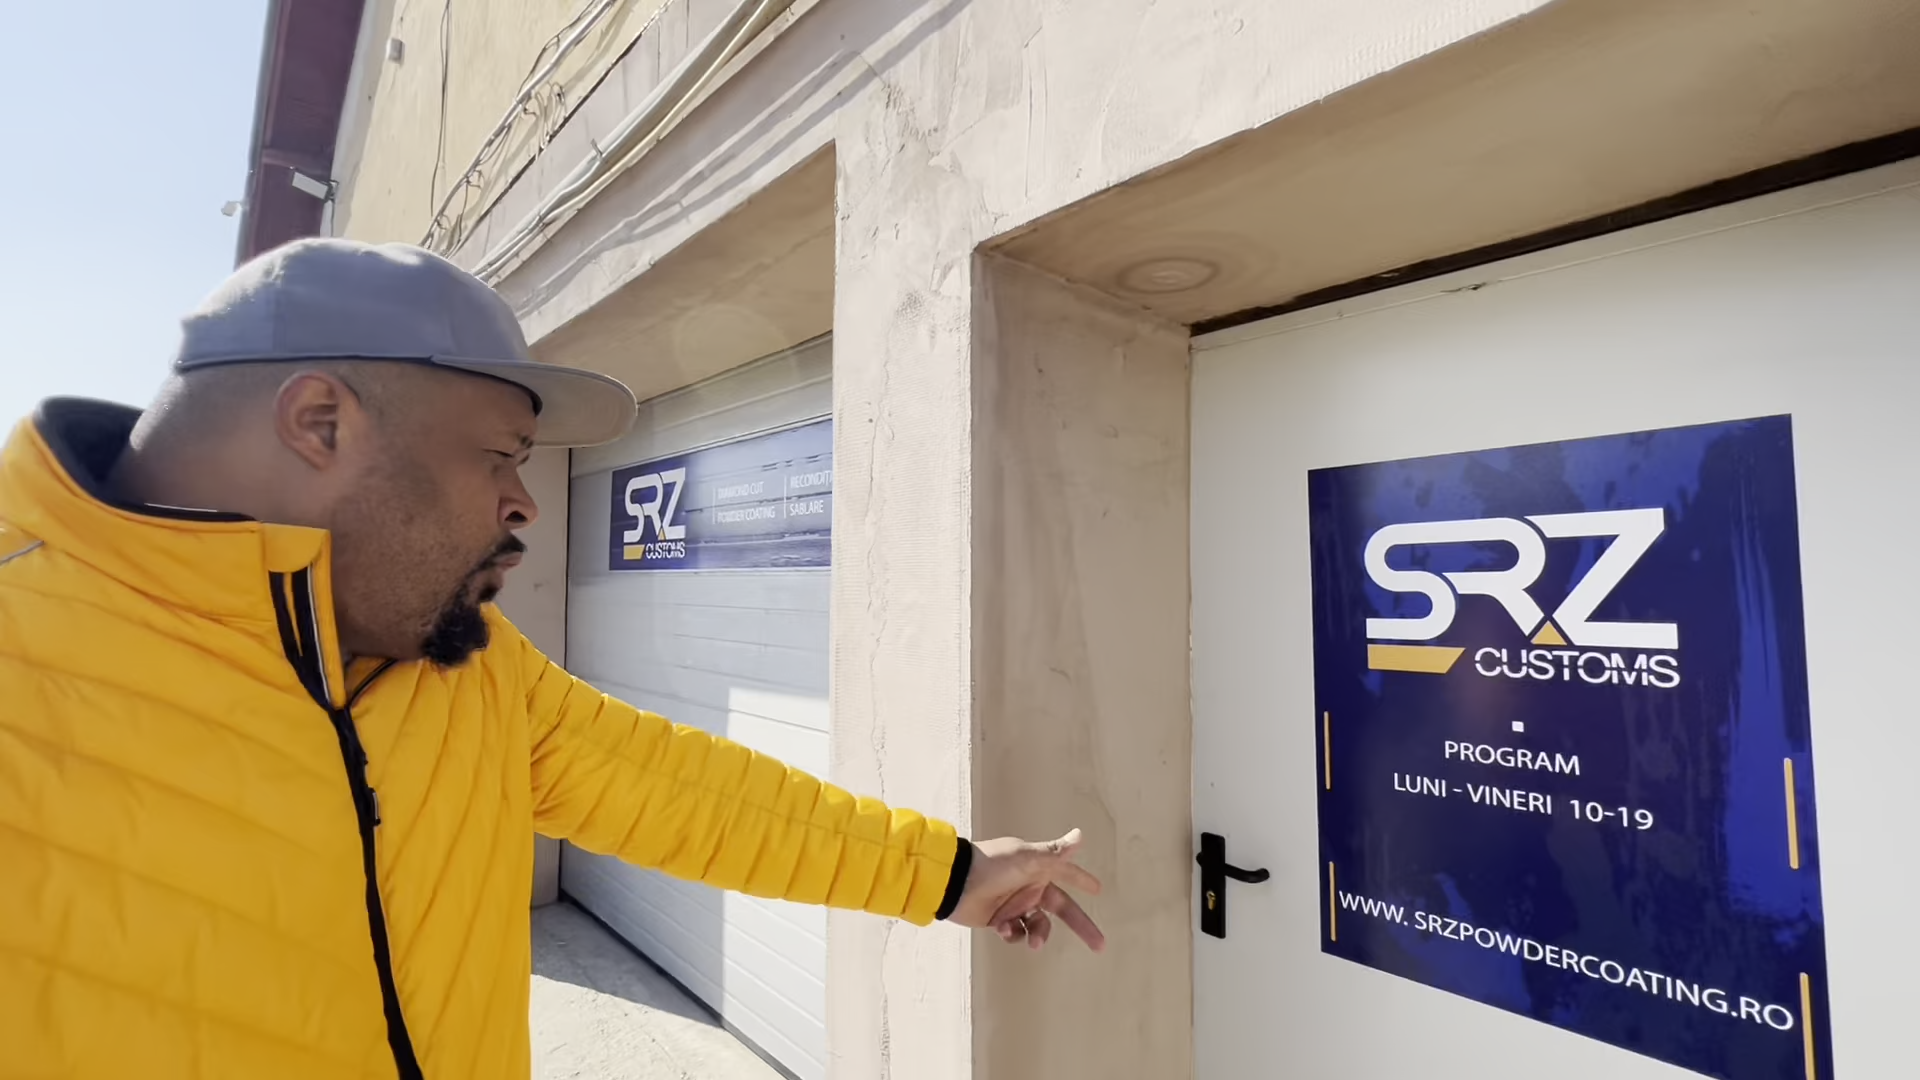 SRZ
CUSTOMS
DIAMOND CUT
POWDER COATING
SABLARE
SRZ
CUSTOMS
PROGRAM
LUNI - VINERI 10-19
WWW. SRZPOWDERCOATING.RO